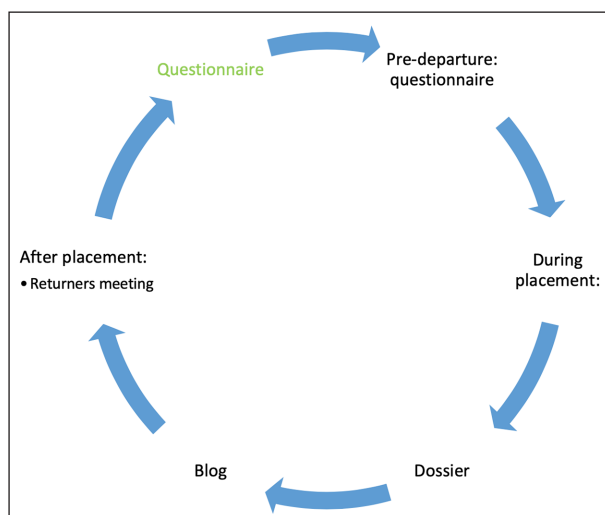 Questionnaire
Pre-departure:
questionnaire
During
placement:
Dossier
Blog
After placement:
• Returners meeting